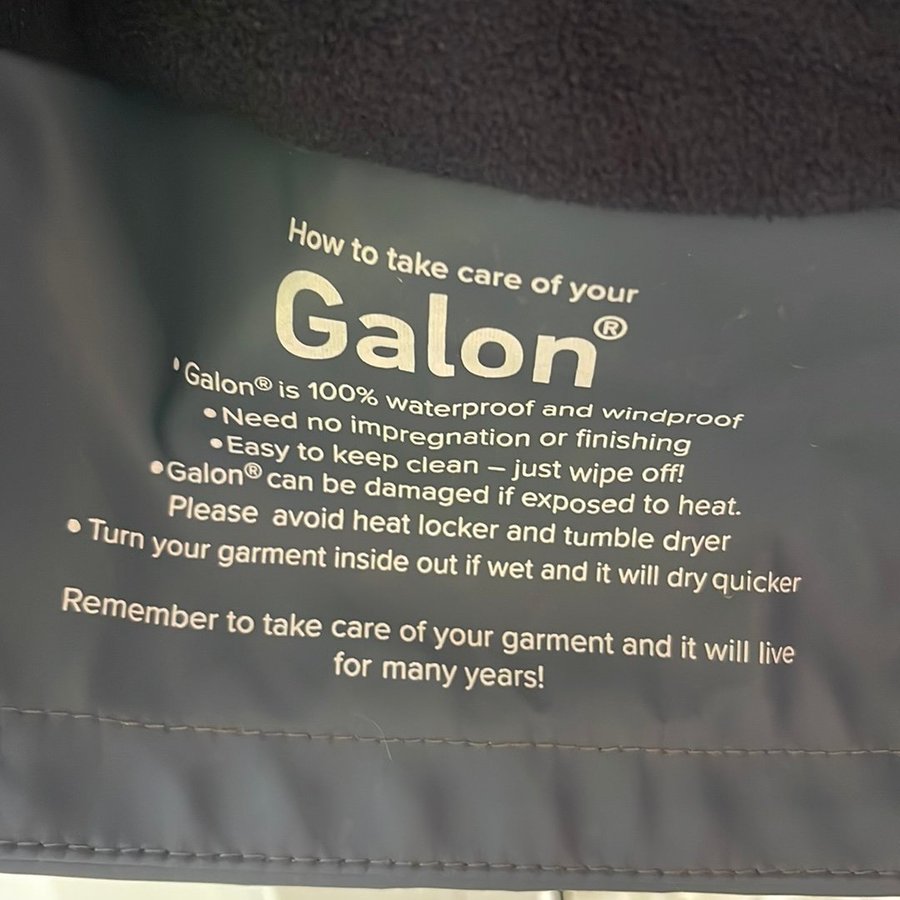 How to take care of your
Galon®
•Galon® is 100% waterproof and windproof
•Need no impregnation or finishing
•Easy to keep clean – just wipe off!
•Galon® can be damaged if exposed to heat.
Please avoid heat locker and tumble dryer
• Turn your garment inside out if wet and it will dry quicker
Remember to take care of your garment and it will live
for many years!